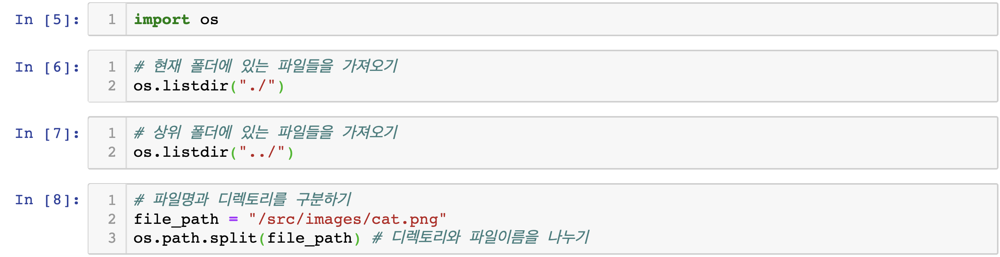 In [5]: 1 import os
In [6]: 1 # 현재 폴더에 있는 파일들을 가져오기
2 os.listdir("./")
In [7]: 1 # 상위 폴더에 있는 파일들을 가져오기
2 os.listdir("../")
In [8]: 1 # 파일명과 디렉토리를 구분하기
2 file_path = "/src/images/cat.png"
3 os.path.split(file_path) # 디렉토리와 파일이름을 나누기